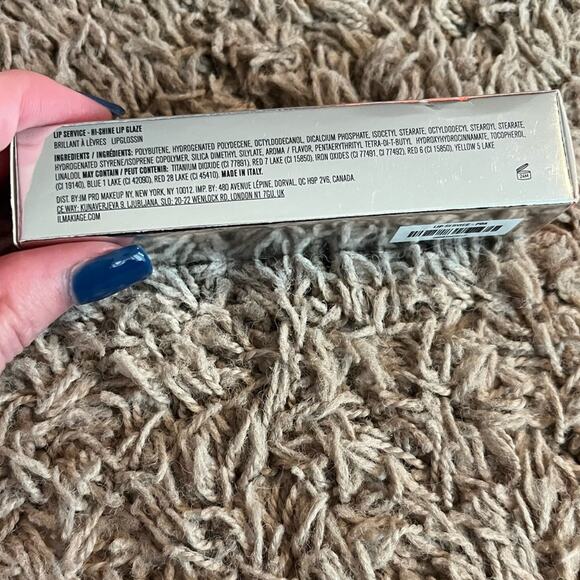 LIP SERVICE - HI-SHINE LIP GLAZE
BRILLANT À LÈVRES LIPGLOSSIN
INGREDIENTS / INGRÉDIENTS: POLYBUTENE, HYDROGENATED POLYDECENE, OCTYLDODECANOL, DICALCIUM PHOSPHATE, ISOCETYL STEARATE, OCTYLDODECYL STEAROYL STEARATE,
HYDROGENATED STYRENE/ISOPRENE COPOLYMER, SILICA DIMETHYL SILYLATE, AROMA / FLAVOR, PENTAERYTHRITYL TETRA-DI-T-BUTYL HYDROXYHYDROCINNAMATE, TOCOPHEROL,
LINALOOL MAY CONTAIN / PEUT CONTENIR: TITANIUM DIOXIDE (CI 77891), RED 7 LAKE (CI 15850), IRON OXIDES (CI 77491, CI 77492), RED 6 (CI 15850), YELLOW 5 LAKE
(CI 19140), BLUE 1 LAKE (CI 42090), RED 28 LAKE (CI 45410). MADE IN ITALY.
DIST. BY:IM PRO MAKEUP NY, NEW YORK, NY 10012. IMP. BY: 480 AVENUE LÉPINE, DORVAL, QC H9P 2V6, CANADA.
CE WAY: KUNAVERJEVA 9, LJUBLJANA, SLO; 20-22 WENLOCK RD, LONDON N1 7GU, UK
ILMAKIAGE.COM
24M
LIP SERVICE -